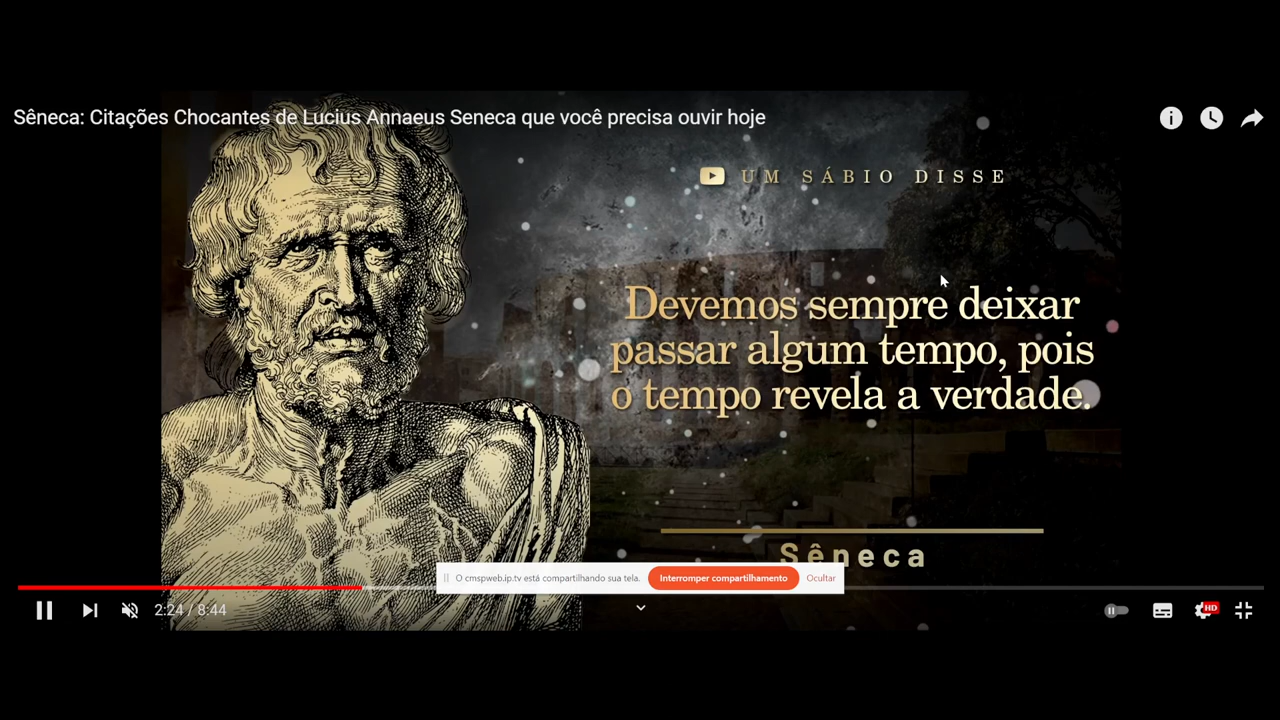 Sêneca: Citações Chocantes de Lucius Annaeus Seneca que você precisa ouvir hoje
UM SÁBIO DISSE
Devemos sempre deixar
passar algum tempo, pois
o tempo revela a verdade.
Sêneca
O cmspweb.ip.tv está compartilhando sua tela. Interromper compartilhamento Ocultar
2:24 / 8:44 HD